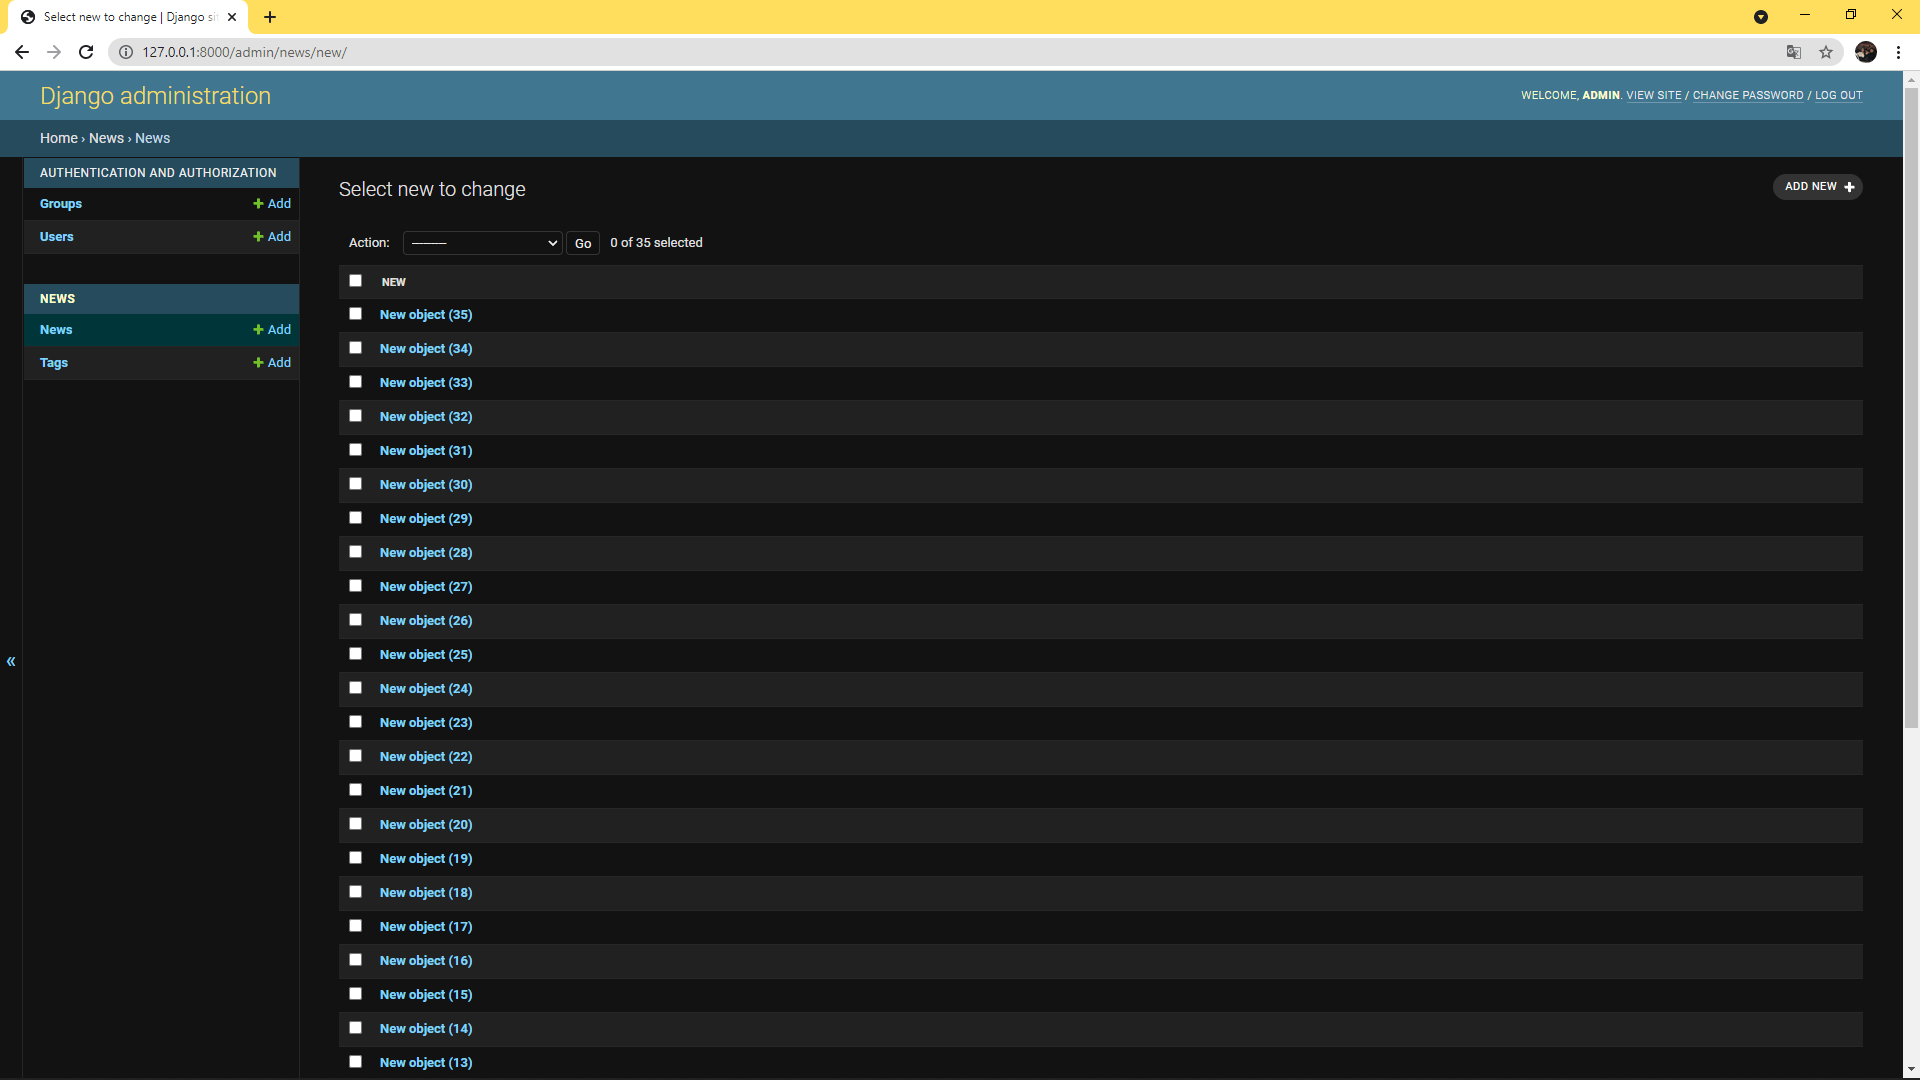 Select new to change | Django si
127.0.0.1:8000/admin/news/new/
Django administration
WELCOME, ADMIN. VIEW SITE / CHANGE PASSWORD / LOG OUT
Home › News › News
AUTHENTICATION AND AUTHORIZATION
Groups + Add
Users + Add
NEWS
News + Add
Tags + Add
«
Select new to change
ADD NEW +
Action: --------- Go 0 of 35 selected
NEW
New object (35)
New object (34)
New object (33)
New object (32)
New object (31)
New object (30)
New object (29)
New object (28)
New object (27)
New object (26)
New object (25)
New object (24)
New object (23)
New object (22)
New object (21)
New object (20)
New object (19)
New object (18)
New object (17)
New object (16)
New object (15)
New object (14)
New object (13)